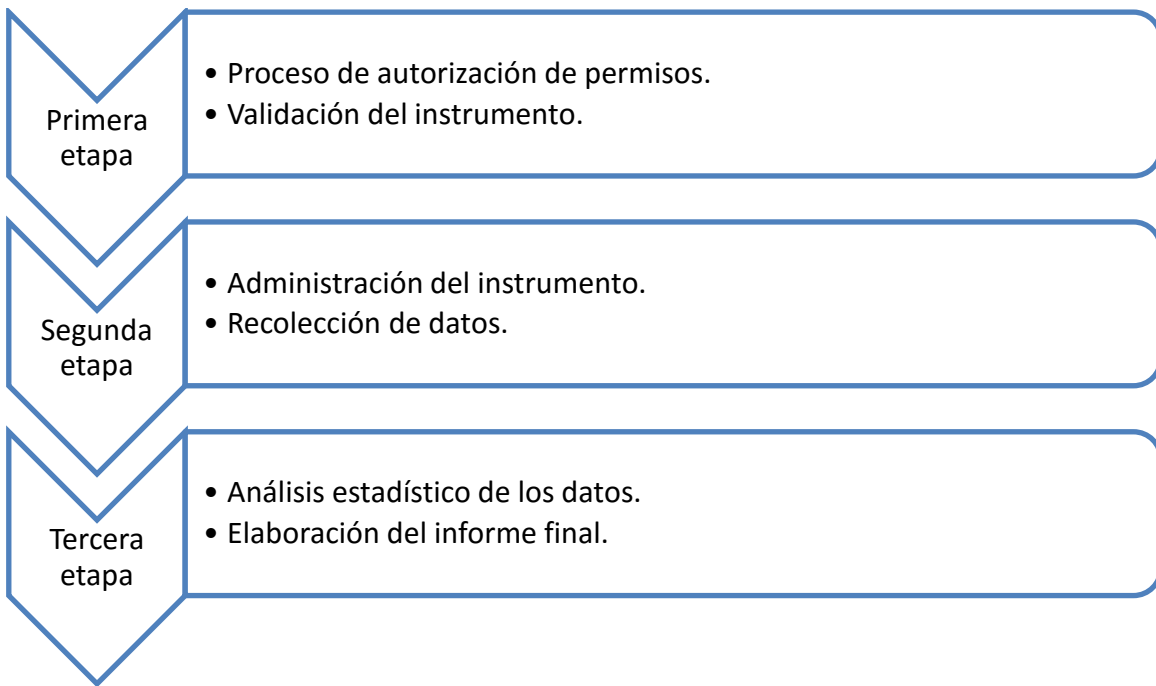 Primera
etapa
• Proceso de autorización de permisos.
• Validación del instrumento.
Segunda
etapa
• Administración del instrumento.
• Recolección de datos.
Tercera
etapa
• Análisis estadístico de los datos.
• Elaboración del informe final.